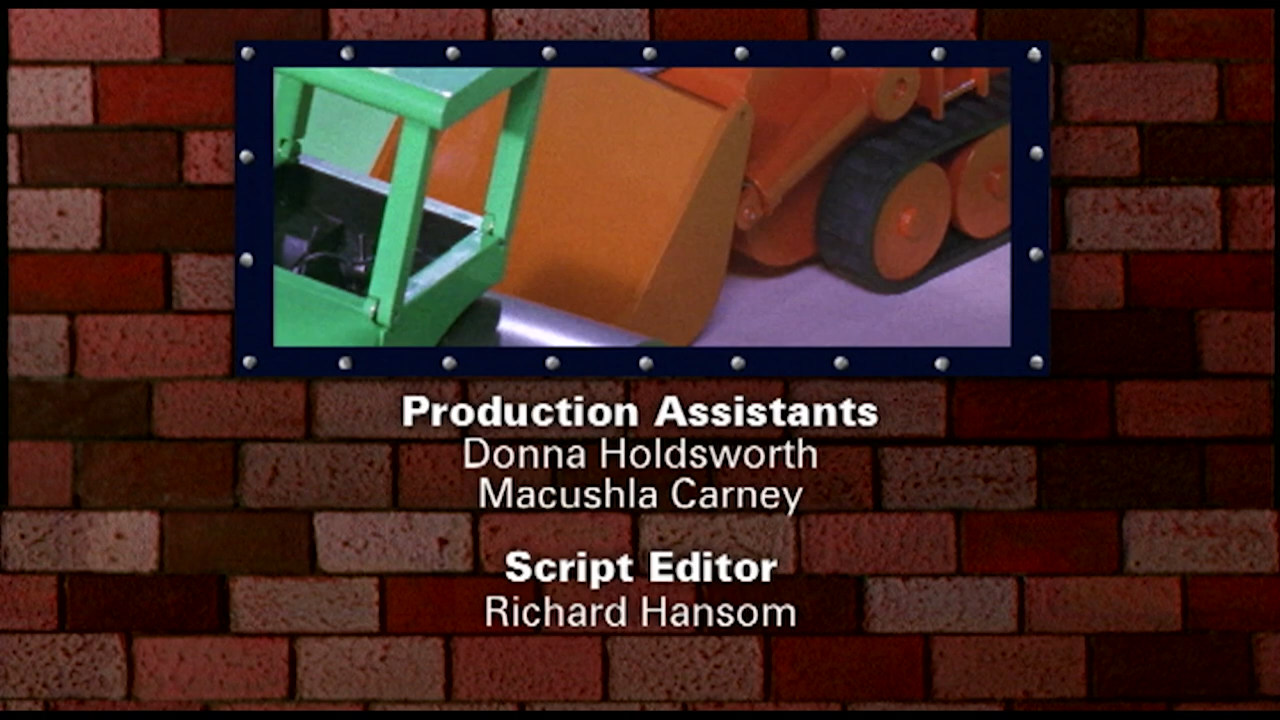 Production Assistants
Donna Holdsworth
Macushla Carney
Script Editor
Richard Hansom